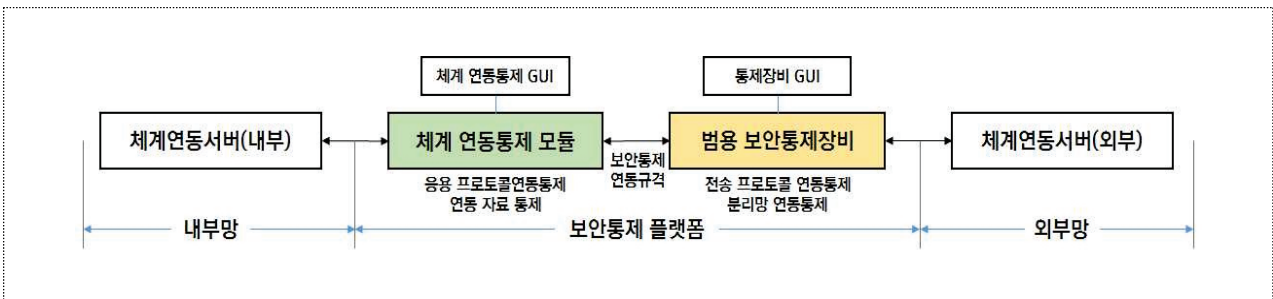 체계 연동통제 GUI
통제장비 GUI
체계연동서버(내부)
체계 연동통제 모듈
범용 보안통제장비
체계연동서버(외부)
보안통제
연동규격
응용 프로토콜연동통제
연동 자료 통제
전송 프로토콜 연동통제
분리망 연동통제
내부망
보안통제 플랫폼
외부망